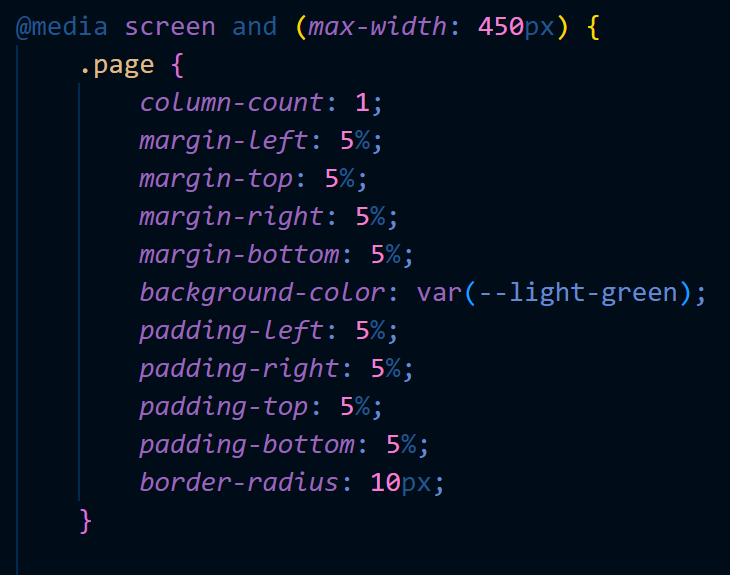 @media screen and (max-width: 450px) {
.page {
column-count: 1;
margin-left: 5%;
margin-top: 5%;
margin-right: 5%;
margin-bottom: 5%;
background-color: var(--light-green);
padding-left: 5%;
padding-right: 5%;
padding-top: 5%;
padding-bottom: 5%;
border-radius: 10px;
}